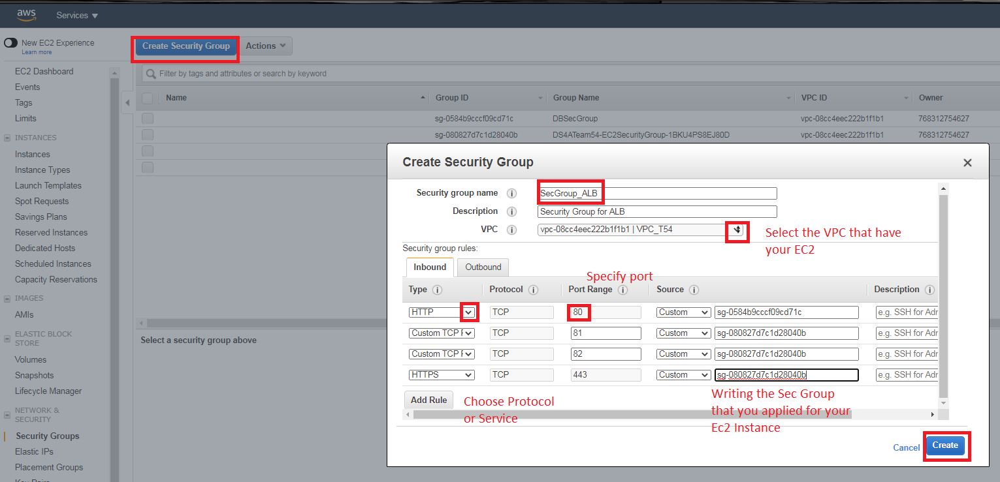 aws
Services
New EC2 Experience
Learn more
Create Security Group
Actions
EC2 Dashboard
Events
Tags
Limits
INSTANCES
Instances
Instance Types
Launch Templates
Spot Requests
Savings Plans
Reserved Instances
Dedicated Hosts
Scheduled Instances
Capacity Reservations
IMAGES
AMIs
ELASTIC BLOCK
STORE
Volumes
Snapshots
Lifecycle Manager
NETWORK &
SECURITY
Security Groups
Elastic IPs
Placement Groups
Key Pairs
Filter by tags and attributes or search by keyword
Name Group ID Group Name VPC ID Owner
sg-0584b9cccf09cd71c DBSecGroup vpc-08cc4eec222b1f1b1 768312754627
sg-080827d7c1d28040b DS4ATeam54-EC2SecurityGroup-1BKU4PS8EJ80D vpc-08cc4eec222b1f1b1 768312754627
Select a security group above
Create Security Group
Security group name SecGroup_ALB
Description Security Group for ALB
VPC vpc-08cc4eec222b1f1b1 | VPC_T54
Select the VPC that have
your EC2
Security group rules:
Inbound Outbound
Specify port
Type Protocol Port Range Source Description
HTTP TCP 80 Custom sg-0584b9cccf09cd71c e.g. SSH for Adr
Custom TCP F TCP 81 Custom sg-080827d7c1d28040b e.g. SSH for Adr
Custom TCP F TCP 82 Custom sg-080827d7c1d28040b e.g. SSH for Adr
HTTPS TCP 443 Custom sg-080827d7c1d28040b e.g. SSH for Adr
Add Rule
Choose Protocol
or Service
Writing the Sec Group
that you applied for your
Ec2 Instance
Cancel Create